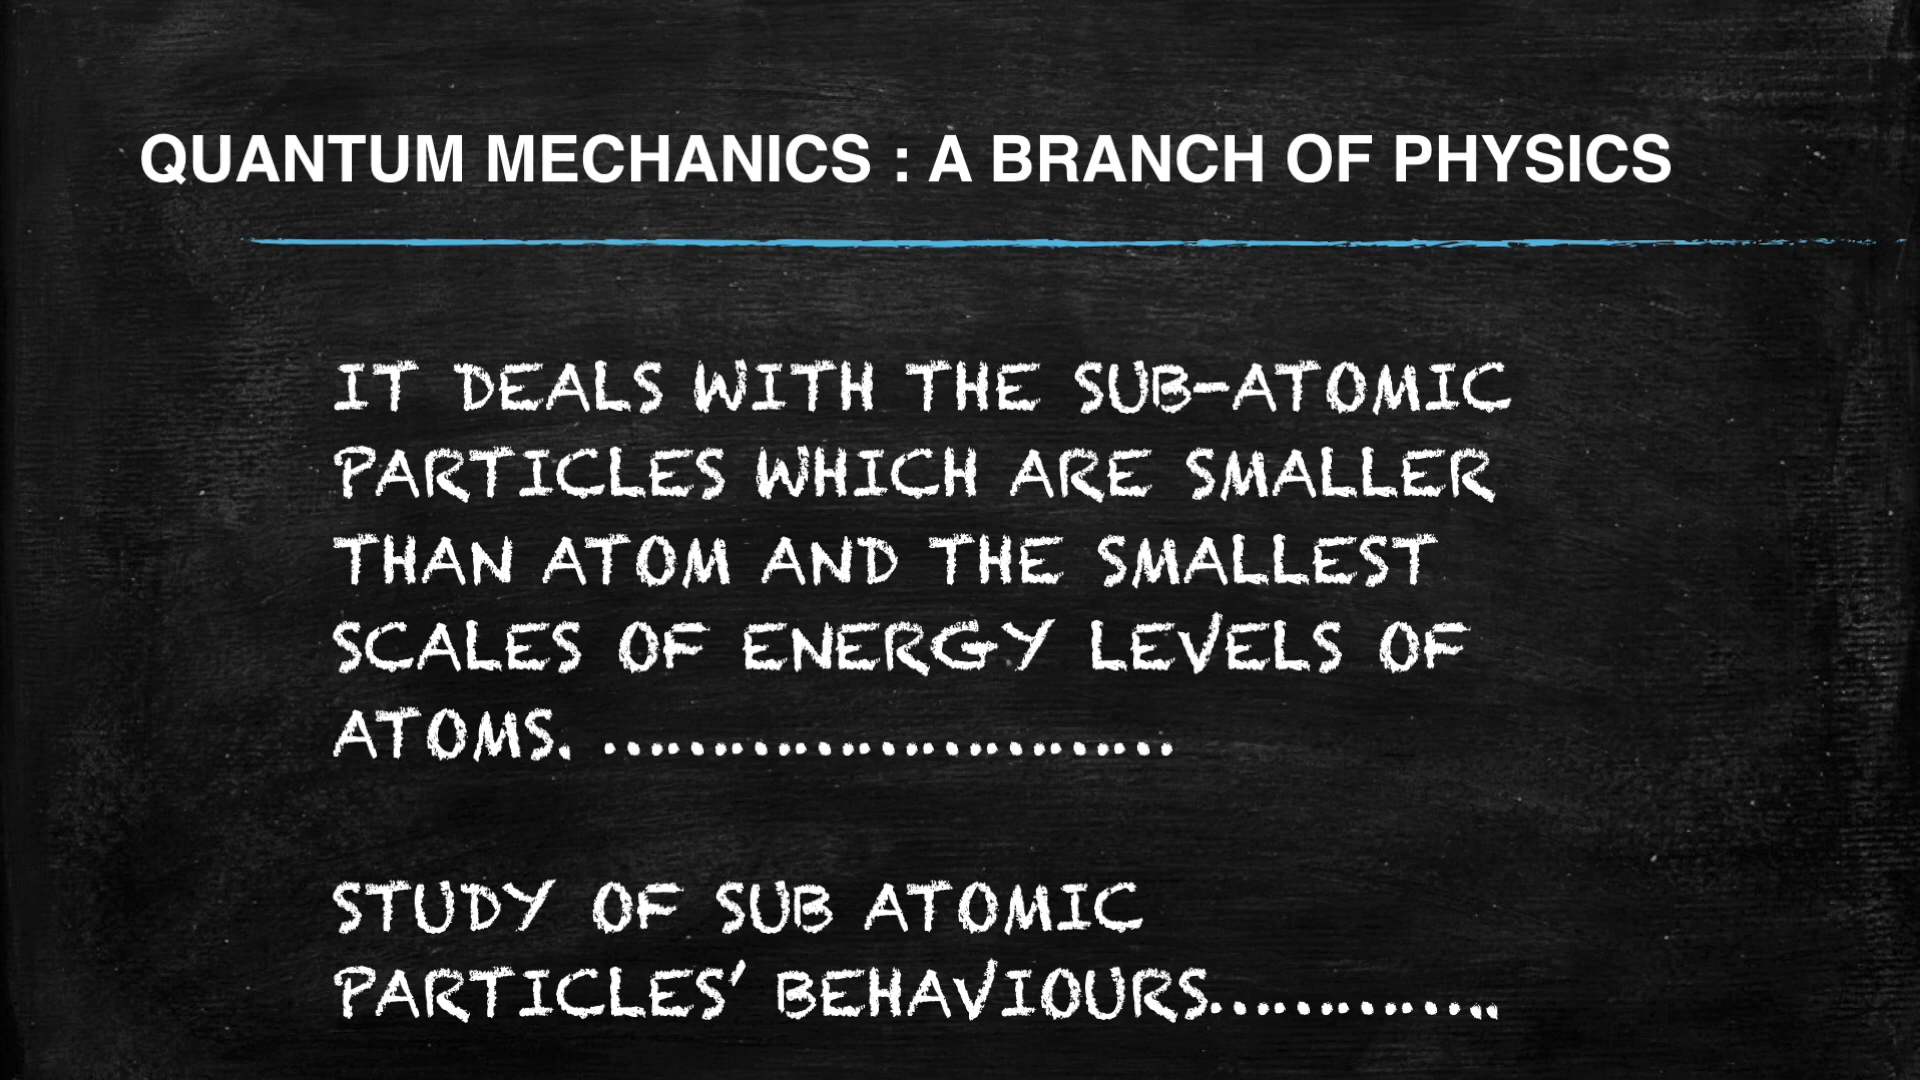 QUANTUM MECHANICS : A BRANCH OF PHYSICS
IT DEALS WITH THE SUB-ATOMIC
PARTICLES WHICH ARE SMALLER
THAN ATOM AND THE SMALLEST
SCALES OF ENERGY LEVELS OF
ATOMS. ...........................
STUDY OF SUB ATOMIC
PARTICLES' BEHAVIOURS..............